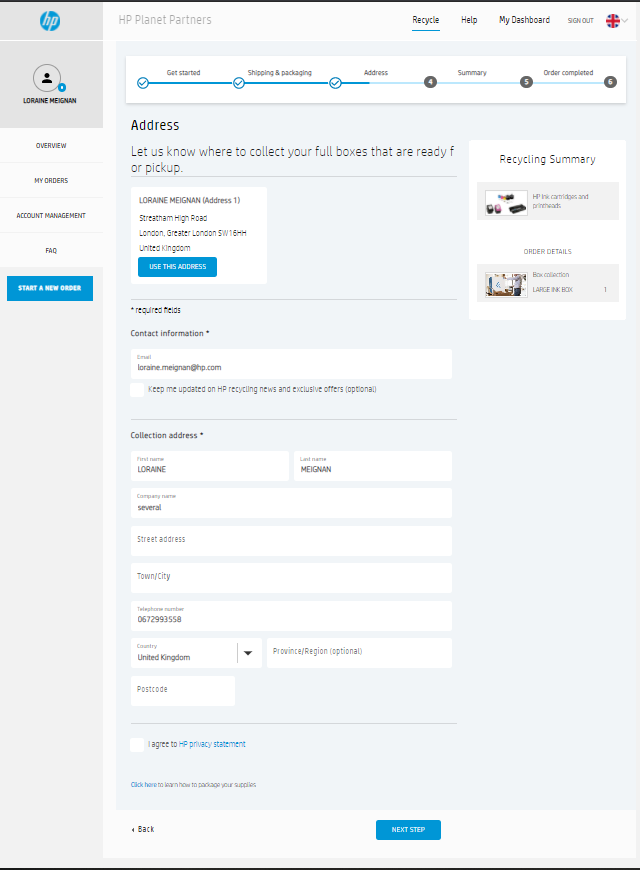 hp
HP Planet Partners
Recycle
Help
My Dashboard
SIGN OUT
LORAINE MEIGNAN
OVERVIEW
MY ORDERS
ACCOUNT MANAGEMENT
FAQ
START A NEW ORDER
Get started
Shipping & packaging
Address
Summary
Order completed
4
5
6
Address
Let us know where to collect your full boxes that are ready f
or pickup.
LORAINE MEIGNAN (Address 1)
Streatham High Road
London, Greater London SW16HH
United Kingdom
USE THIS ADDRESS
* required fields
Contact information *
Email
loraine.meignan@hp.com
Keep me updated on HP recycling news and exclusive offers (optional)
Collection address *
First name
LORAINE
Last name
MEIGNAN
Company name
several
Street address
Town/City
Telephone number
0672993558
Country
United Kingdom
Province/Region (optional)
Postcode
I agree to HP privacy statement
Click here to learn how to package your supplies
Back
NEXT STEP
Recycling Summary
HP ink cartridges and
printheads
ORDER DETAILS
Box collection
LARGE INK BOX
1